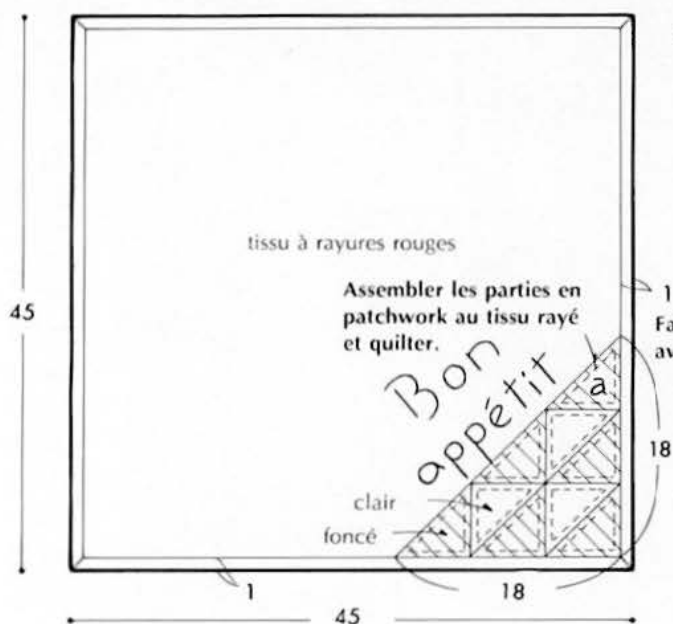 tissu à rayures rouges
45
Assembler les parties en
patchwork au tissu rayé
et quilter.
1
Bon
appétit
a
18
clair
foncé
1
18
45